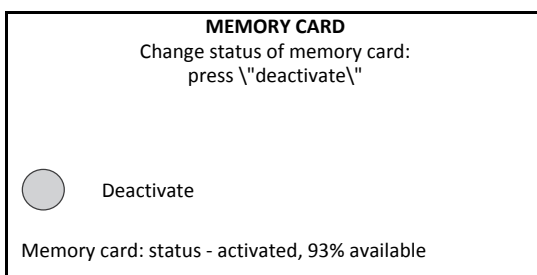 MEMORY CARD
Change status of memory card:
press \"deactivate\"
Deactivate
Memory card: status - activated, 93% available